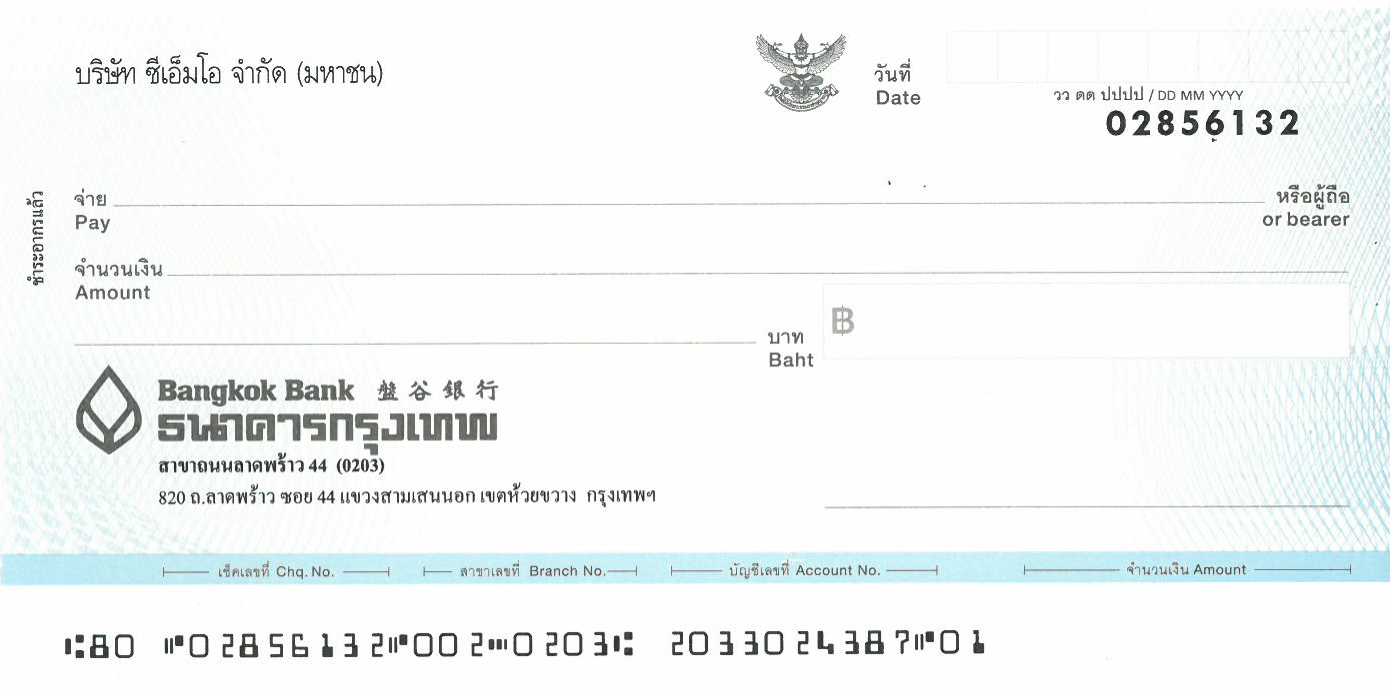 บริษัท ซีเอ็มโอ จำกัด (มหาชน)
วันที่
Date
วว ดด ปปปป / DD MM YYYY
02856132
ชำระอากรแล้ว
จ่าย
Pay
หรือผู้ถือ
or bearer
จำนวนเงิน
Amount
บาท
Baht
฿
Bangkok Bank 盤谷銀行
ธนาคารกรุงเทพ
สาขาถนนลาดพร้าว 44 (0203)
820 ถ.ลาดพร้าว ซอย 44 แขวงสามเสนนอก เขตห้วยขวาง กรุงเทพฯ
เช็คเลขที่ Chq. No. สาขาเลขที่ Branch No. บัญชีเลขที่ Account No. จำนวนเงิน Amount
⑆80 ⑈02856132⑈002⑉0203⑆ 2033024387⑈01